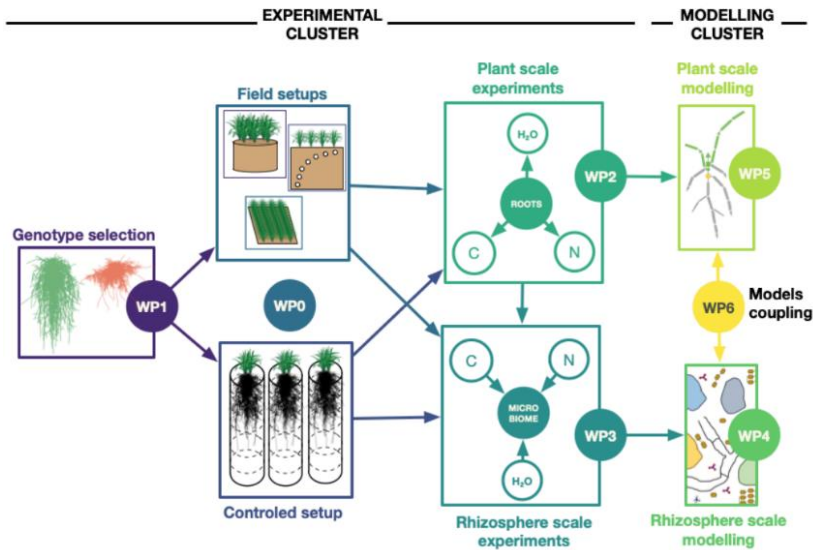 EXPERIMENTAL
CLUSTER
MODELLING
CLUSTER
Field setups
Plant scale
experiments
Plant scale
modelling
H₂O
ROOTS
C
N
WP2
WP5
Genotype selection
WP1
WP0
WP6
Models
coupling
C
N
MICRO
BIOME
H₂O
WP3
WP4
Controled setup
Rhizosphere scale
experiments
Rhizosphere scale
modelling